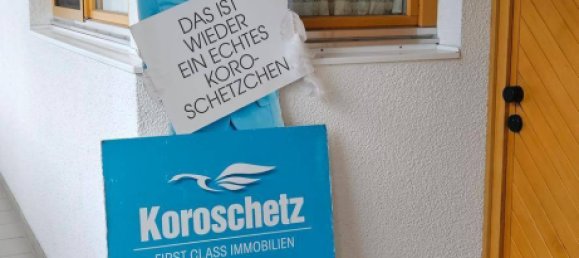 DAS IST
WIEDER
EIN ECHTES
KORO-
SCHETZCHEN
Koroschetz
FIRST CLASS IMMOBILIEN